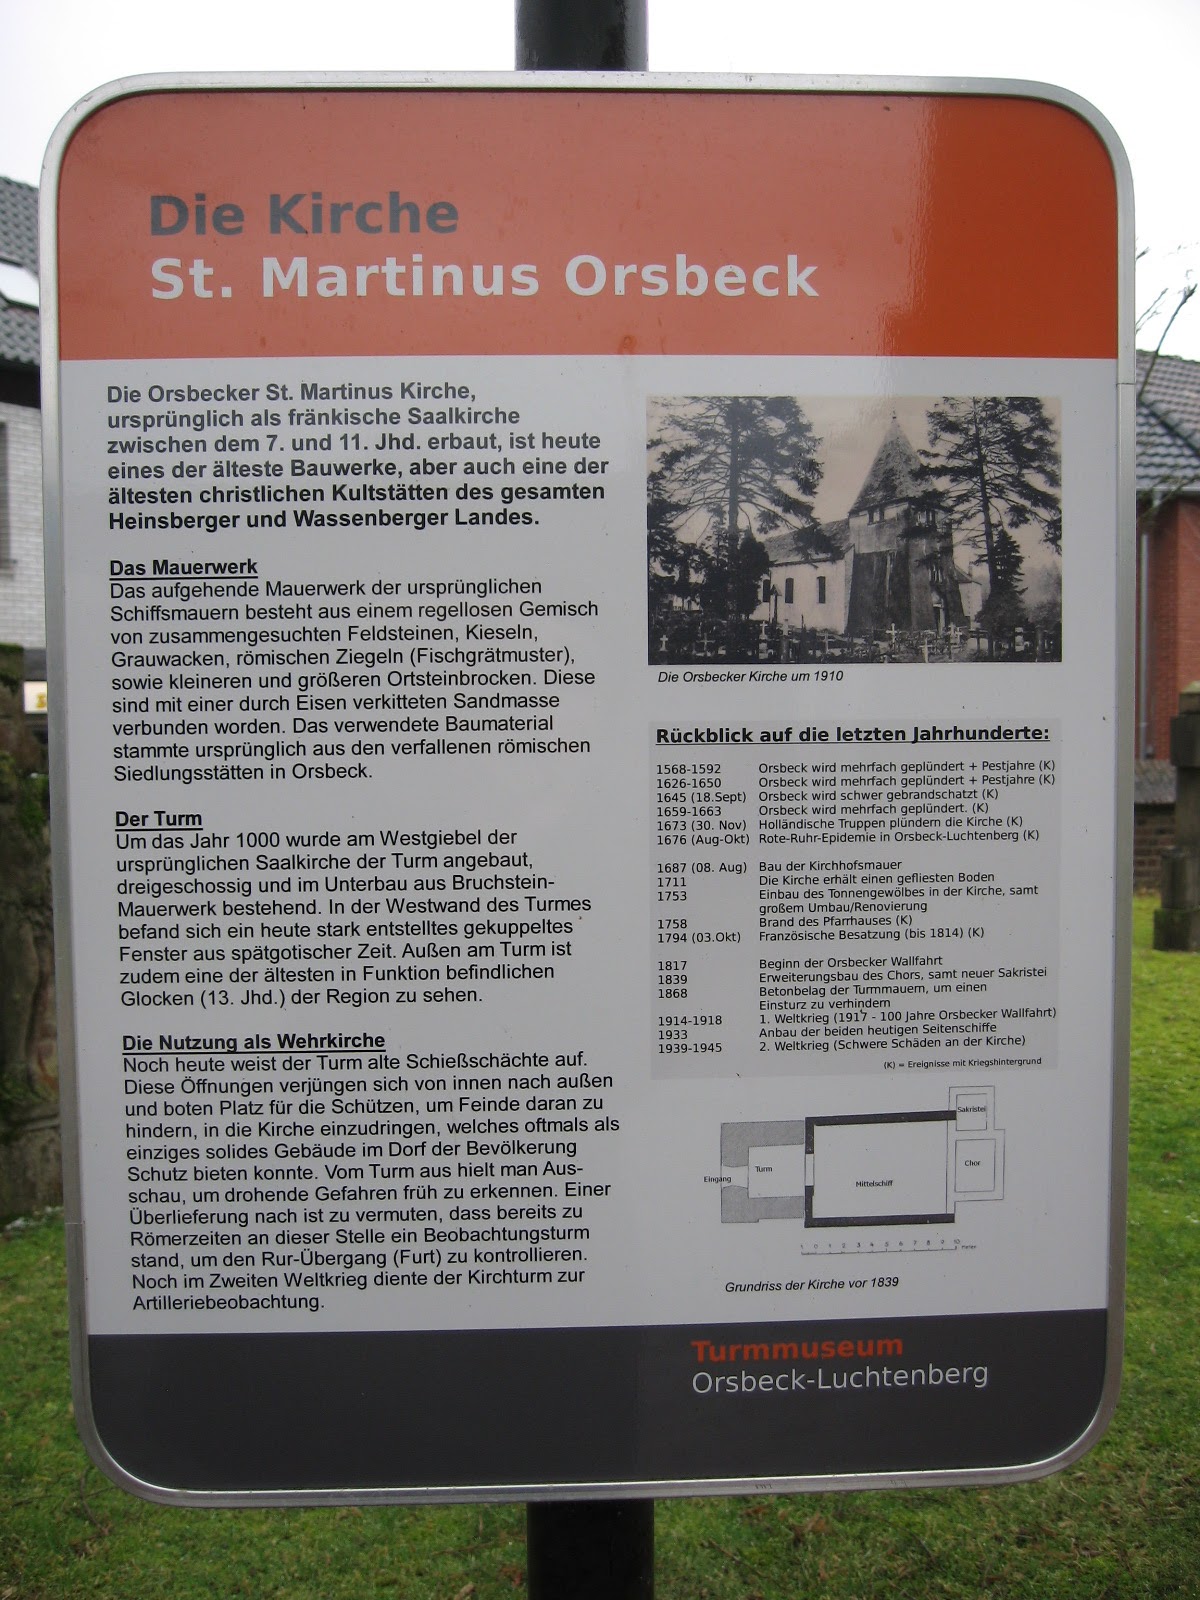 Die Kirche
St. Martinus Orsbeck
Die Orsbecker St. Martinus Kirche,
ursprünglich als fränkische Saalkirche
zwischen dem 7. und 11. Jhd. erbaut, ist heute
eines der älteste Bauwerke, aber auch eine der
ältesten christlichen Kultstätten des gesamten
Heinsberger und Wassenberger Landes.
Das Mauerwerk
Das aufgehende Mauerwerk der ursprünglichen
Schiffsmauern besteht aus einem regellosen Gemisch
von zusammengesuchten Feldsteinen, Kieseln,
Grauwacken, römischen Ziegeln (Fischgrätmuster),
sowie kleineren und größeren Ortsteinbrocken. Diese
sind mit einer durch Eisen verkitteten Sandmasse
verbunden worden. Das verwendete Baumaterial
stammte ursprünglich aus den verfallenen römischen
Siedlungsstätten in Orsbeck.
Der Turm
Um das Jahr 1000 wurde am Westgiebel der
ursprünglichen Saalkirche der Turm angebaut,
dreigeschossig und im Unterbau aus Bruchstein-
Mauerwerk bestehend. In der Westwand des Turmes
befand sich ein heute stark entstelltes gekuppeltes
Fenster aus spätgotischer Zeit. Außen am Turm ist
zudem eine der ältesten in Funktion befindlichen
Glocken (13. Jhd.) der Region zu sehen.
Die Nutzung als Wehrkirche
Noch heute weist der Turm alte Schießschächte auf.
Diese Öffnungen verjüngen sich von innen nach außen
und boten Platz für die Schützen, um Feinde daran zu
hindern, in die Kirche einzudringen, welches oftmals als
einziges solides Gebäude im Dorf der Bevölkerung
Schutz bieten konnte. Vom Turm aus hielt man Aus-
schau, um drohende Gefahren früh zu erkennen. Einer
Überlieferung nach ist zu vermuten, dass bereits zu
Römerzeiten an dieser Stelle ein Beobachtungsturm
stand, um den Rur-Übergang (Furt) zu kontrollieren.
Noch im Zweiten Weltkrieg diente der Kirchturm zur
Artilleriebeobachtung.
Die Orsbecker Kirche um 1910
Rückblick auf die letzten Jahrhunderte:
1568-1592 Orsbeck wird mehrfach geplündert + Pestjahre (K)
1626-1650 Orsbeck wird mehrfach geplündert + Pestjahre (K)
1645 (18.Sept) Orsbeck wird schwer gebrandschatzt (K)
1659-1663 Orsbeck wird mehrfach geplündert. (K)
1673 (30. Nov) Holländische Truppen plündern die Kirche (K)
1676 (Aug-Okt) Rote-Ruhr-Epidemie in Orsbeck-Luchtenberg (K)
1687 (08. Aug) Bau der Kirchhofsmauer
1711 Die Kirche erhält einen gefliesten Boden
1753 Einbau des Tonnengewölbes in der Kirche, samt
großem Umbau/Renovierung
1758 Brand des Pfarrhauses (K)
1794 (03.Okt) Französische Besatzung (bis 1814) (K)
1817 Beginn der Orsbecker Wallfahrt
1839 Erweiterungsbau des Chors, samt neuer Sakristei
1868 Betonbelag der Turmmauern, um einen
Einsturz zu verhindern
1914-1918 1. Weltkrieg (1917 - 100 Jahre Orsbecker Wallfahrt)
1933 Anbau der beiden heutigen Seitenschiffe
1939-1945 2. Weltkrieg (Schwere Schäden an der Kirche)
(K) = Ereignisse mit Kriegshintergrund
Sakristei
Chor
Turm
Eingang
Mittelschiff
1 0 1 2 3 4 5 6 7 8 9 10 Meter
Grundriss der Kirche vor 1839
Turmmuseum
Orsbeck-Luchtenberg